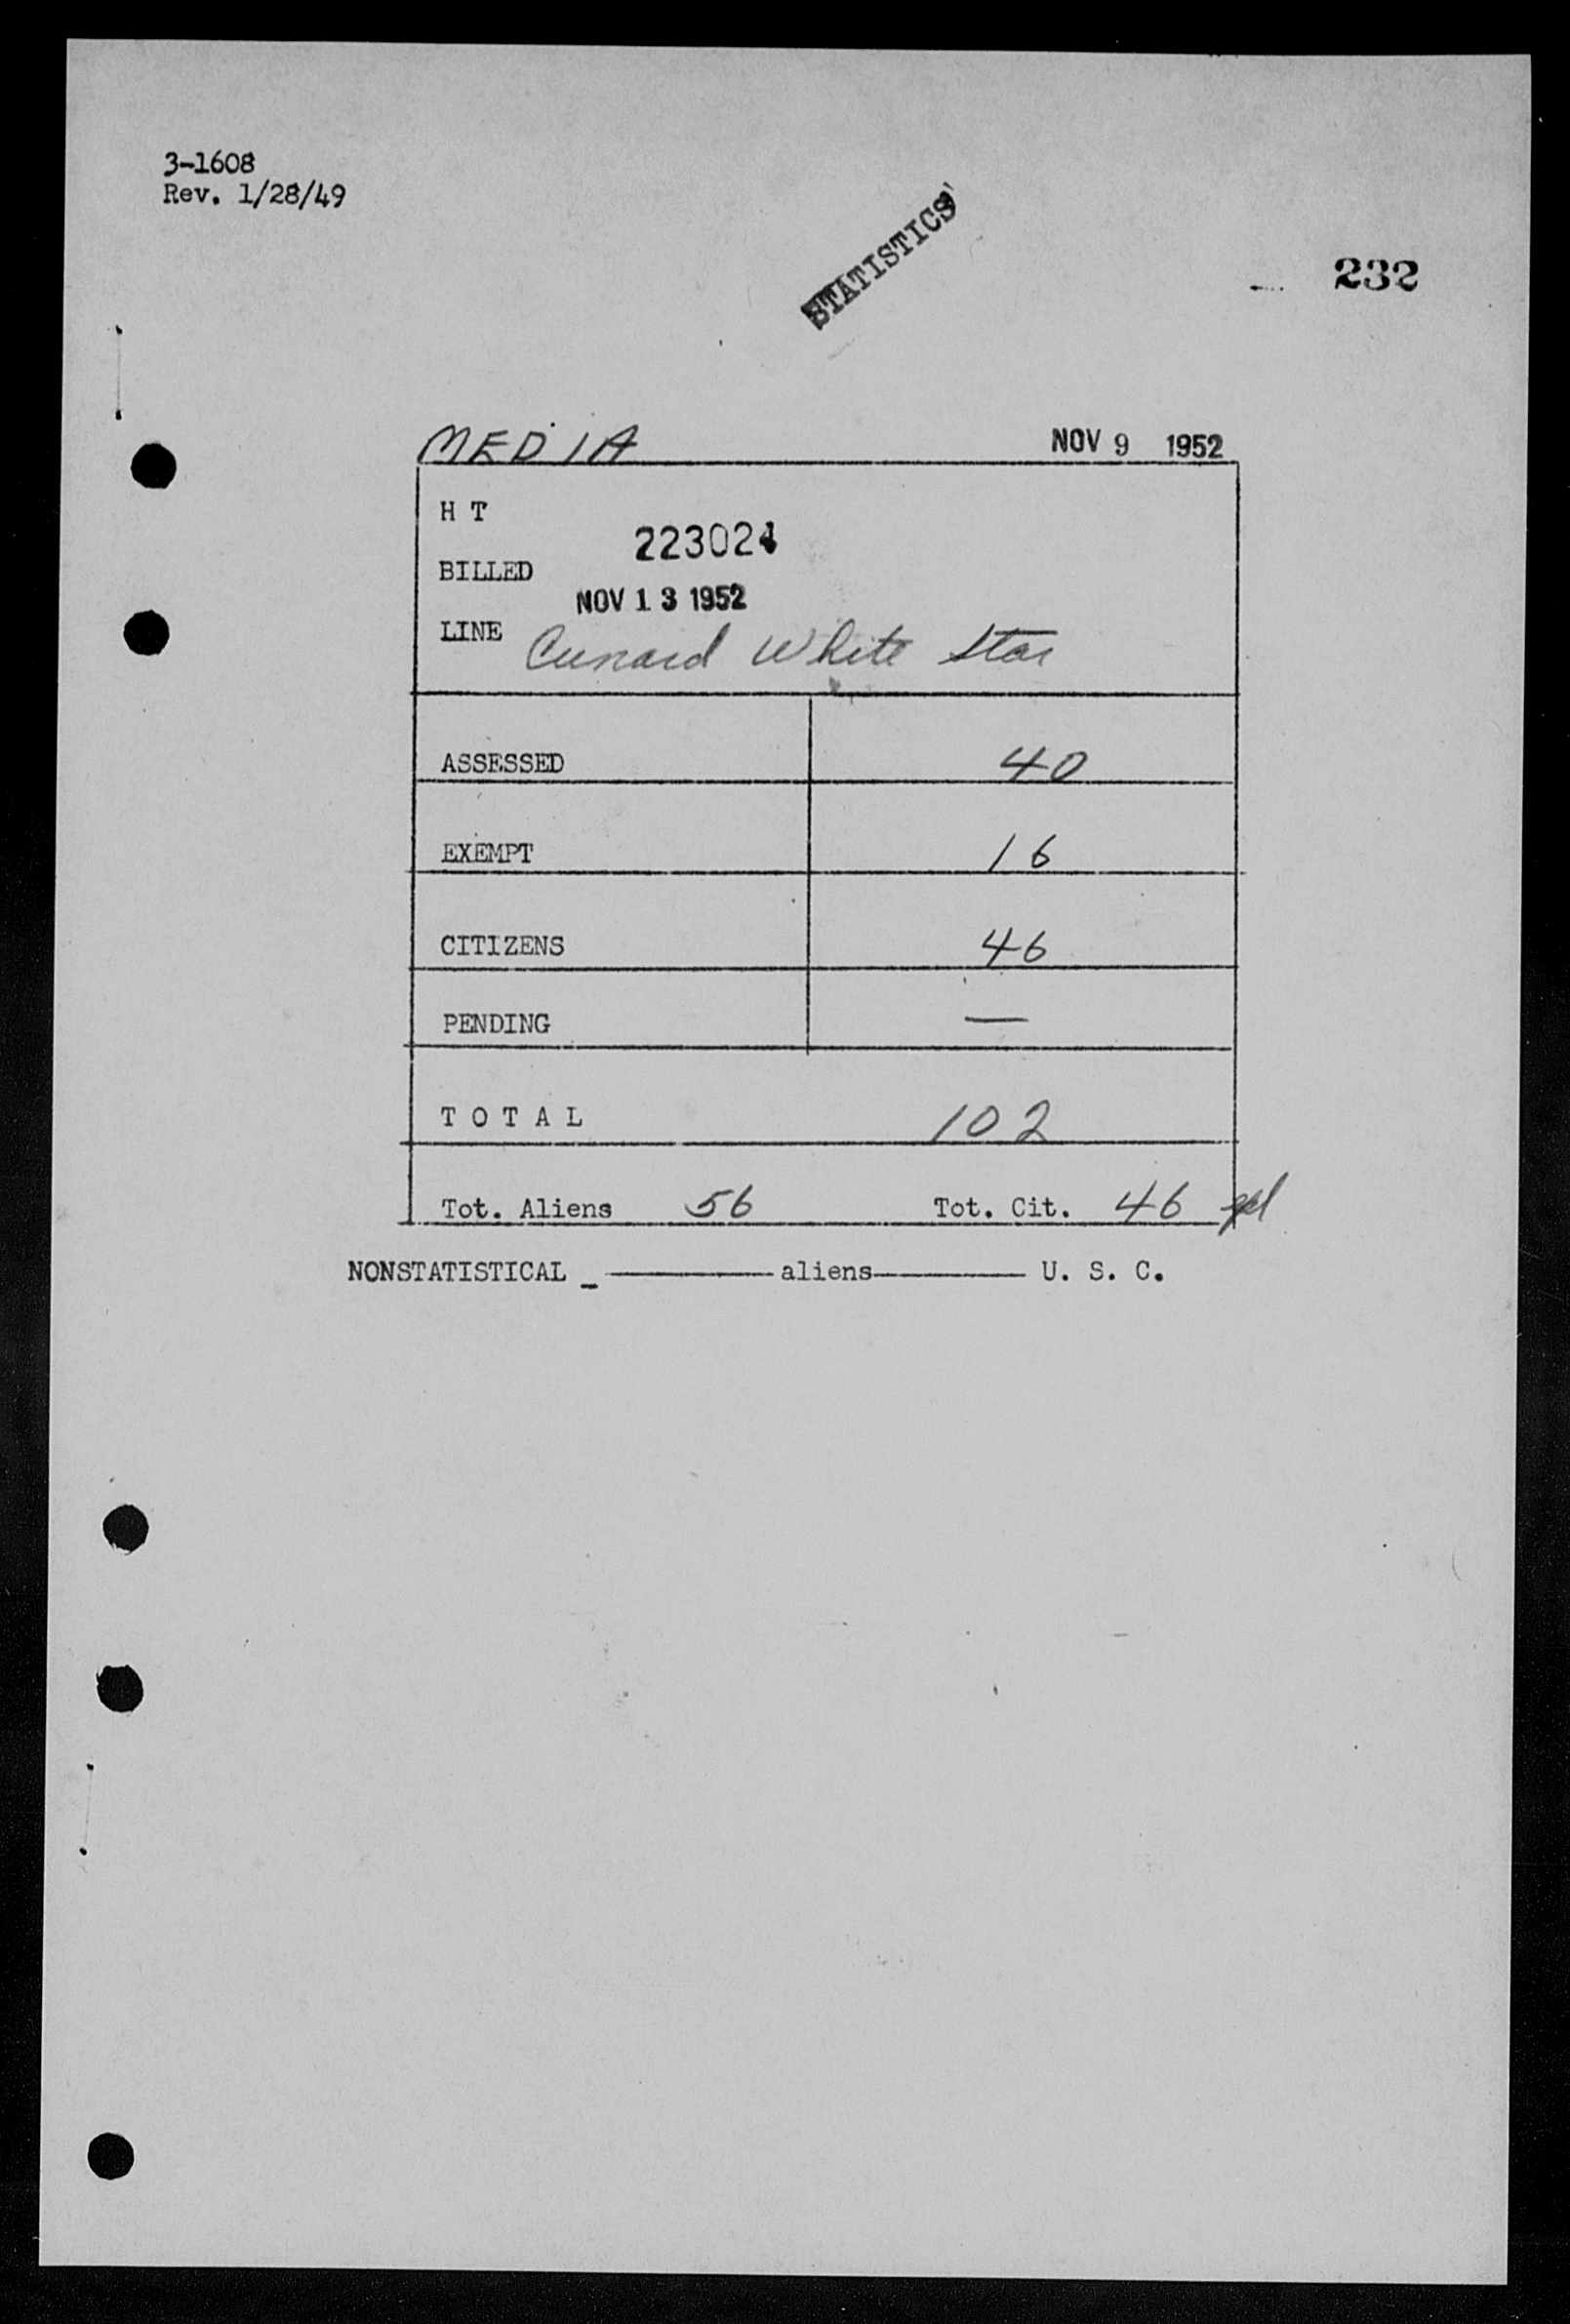 3-1608
Rev. 1/28/49
STATISTICS
232
MEDIA NOV 9 1952
H T
223024
BILLED
NOV 13 1952
LINE Cunard White Star
ASSESSED 40
EXEMPT 16
CITIZENS 46
PENDING —
T O T A L 102
Tot. Aliens 56 Tot. Cit. 46
NONSTATISTICAL _ ———— aliens ———— U. S. C.